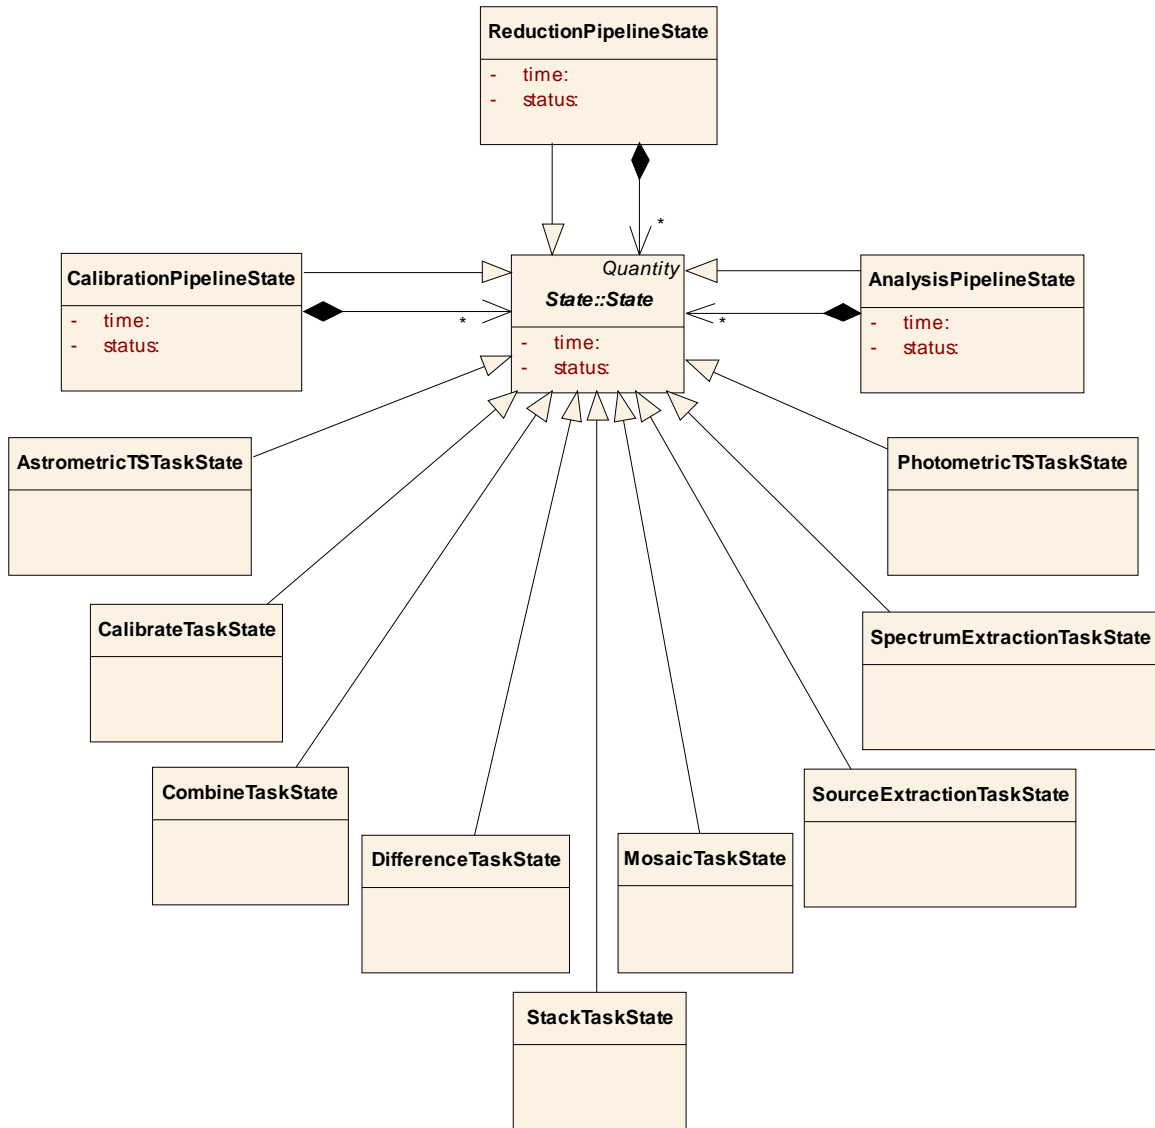 ReductionPipelineState
- time:
- status:
*
CalibrationPipelineState
- time:
- status:
*
Quantity
State::State
- time:
- status:
*
AnalysisPipelineState
- time:
- status:
AstrometricTSTaskState
PhotometricTSTaskState
CalibrateTaskState
SpectrumExtractionTaskState
CombineTaskState
SourceExtractionTaskState
DifferenceTaskState
MosaicTaskState
StackTaskState